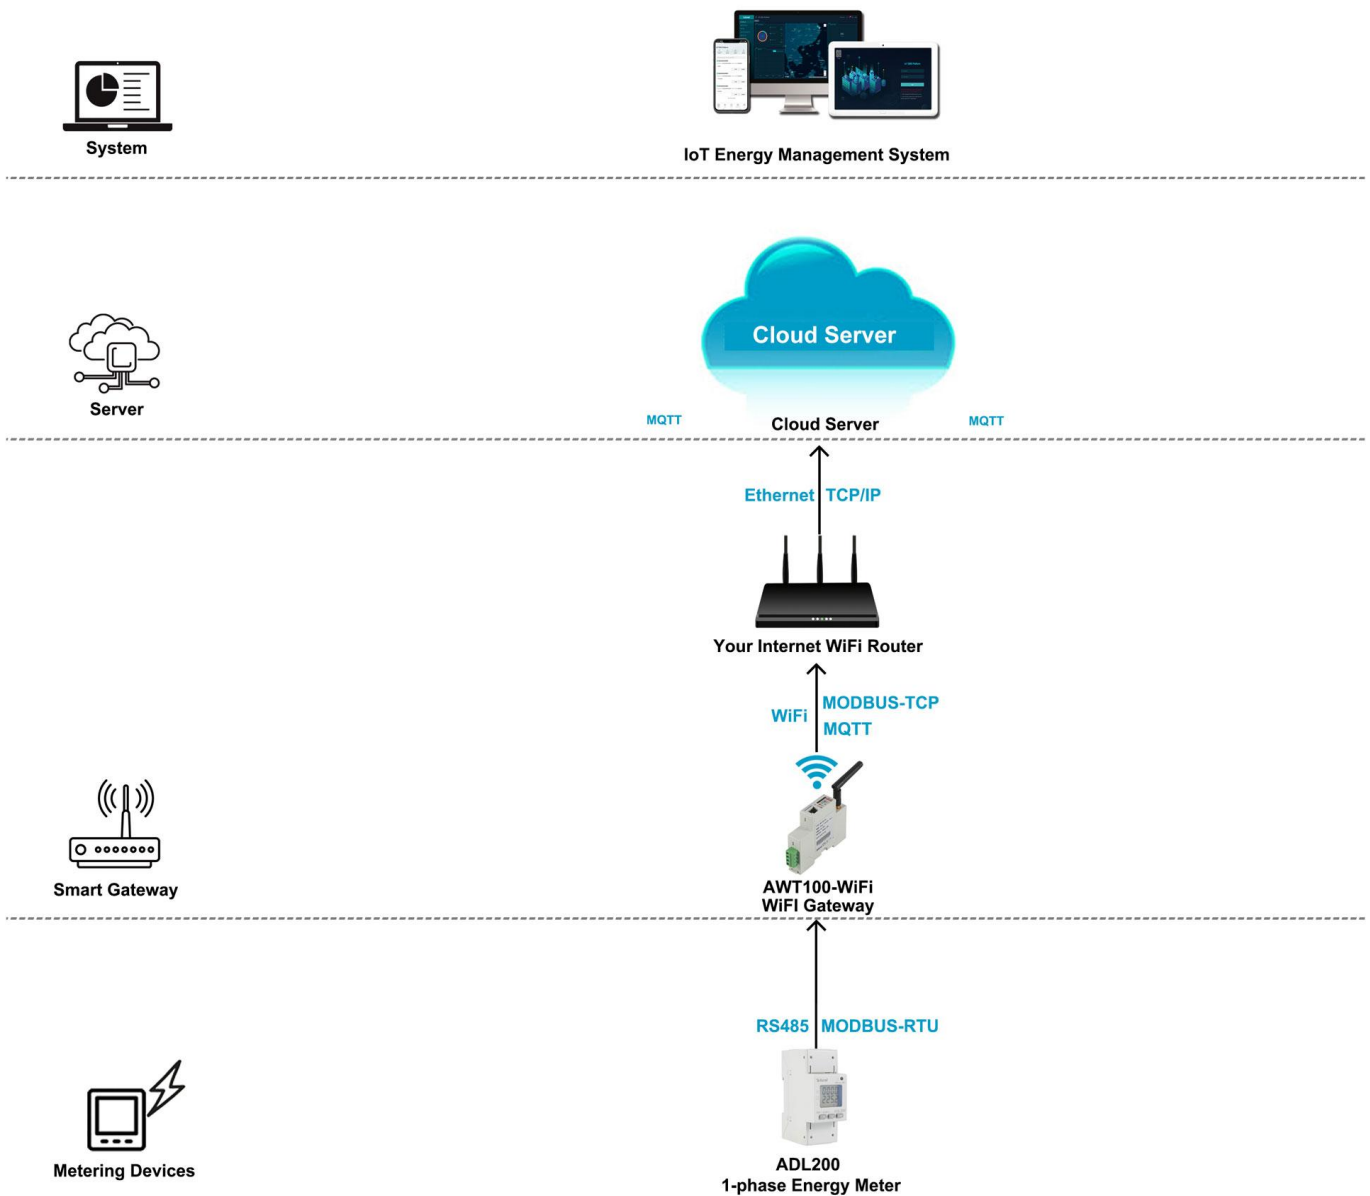 System
IoT Energy Management System
Cloud Server
Server
MQTT
Cloud Server
MQTT
Ethernet TCP/IP
Your Internet WiFi Router
WiFi
MODBUS-TCP
MQTT
Smart Gateway
AWT100-WiFi
WiFI Gateway
RS485 MODBUS-RTU
Metering Devices
ADL200
1-phase Energy Meter